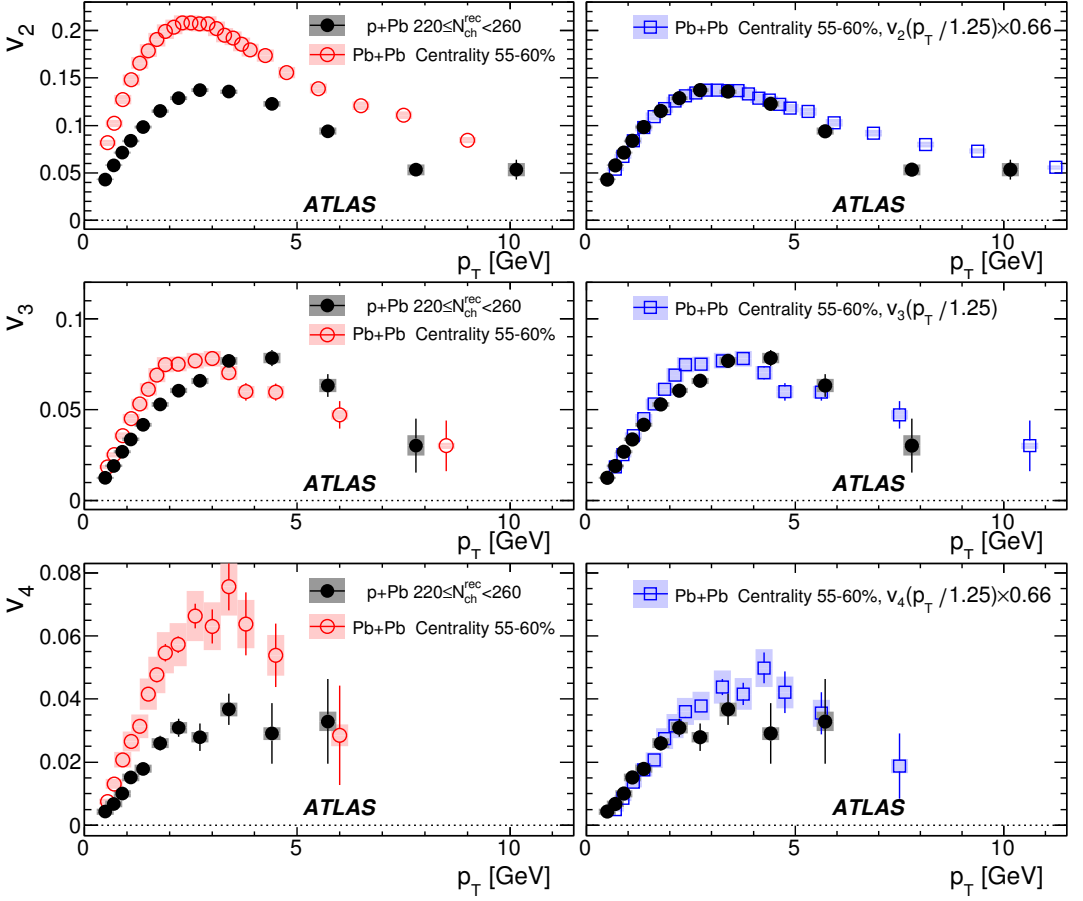 v₂
0.2
0.15
0.1
0.05
0
p+Pb 220≤N_ch^rec<260
Pb+Pb Centrality 55-60%
ATLAS
0 5 10
p_T [GeV]
Pb+Pb Centrality 55-60%, v₂(p_T/1.25)×0.66
ATLAS
0 5 10
p_T [GeV]
v₃
0.1
0.05
0
p+Pb 220≤N_ch^rec<260
Pb+Pb Centrality 55-60%
ATLAS
0 5 10
p_T [GeV]
Pb+Pb Centrality 55-60%, v₃(p_T/1.25)
ATLAS
0 5 10
p_T [GeV]
v₄
0.08
0.06
0.04
0.02
0
p+Pb 220≤N_ch^rec<260
Pb+Pb Centrality 55-60%
ATLAS
0 5 10
p_T [GeV]
Pb+Pb Centrality 55-60%, v₄(p_T/1.25)×0.66
ATLAS
0 5 10
p_T [GeV]